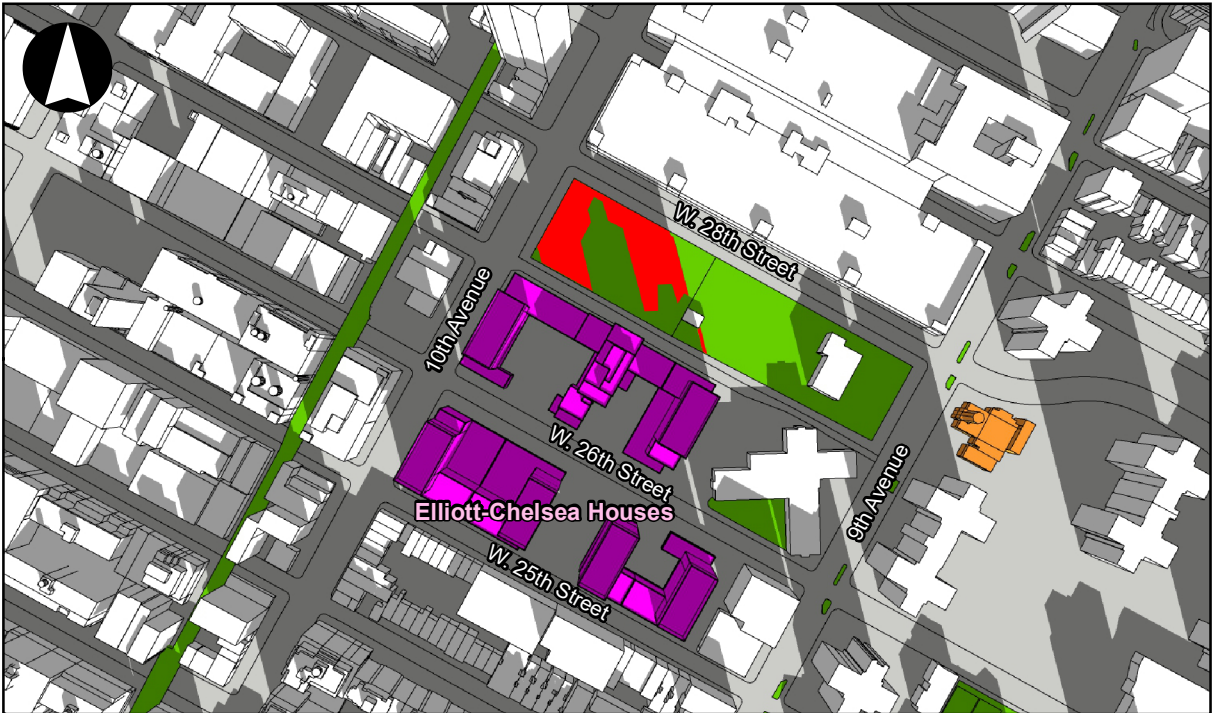 W. 28th Street
10th Avenue
W. 26th Street
9th Avenue
Elliott-Chelsea Houses
W. 25th Street